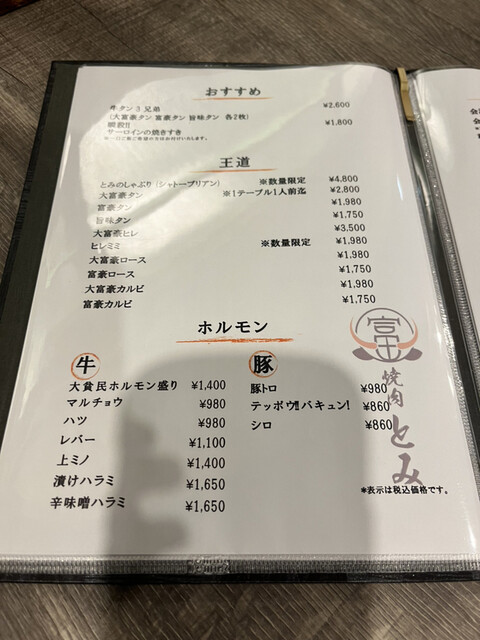 おすすめ
牛タン3兄弟 ¥2,600
(大富豪タン 富豪タン 旨味タン 各2枚)
サーロインの焼きすき ¥1,800
王道
とみのしゃぶり(シャトーブリアン) ※数量限定 ¥4,800
大富豪タン ※1テーブル1人前迄 ¥2,800
富豪タン ¥1,980
旨味タン ¥1,750
大富豪ヒレ ¥3,500
ヒレミミ ※数量限定 ¥1,980
大富豪ロース ¥1,980
富豪ロース ¥1,750
大富豪カルビ ¥1,980
富豪カルビ ¥1,750
ホルモン
牛
大貧民ホルモン盛り ¥1,400
マルチョウ ¥980
ハツ ¥980
レバー ¥1,100
上ミノ ¥1,400
漬けハラミ ¥1,650
辛味噌ハラミ ¥1,650
豚
豚トロ ¥980
テッポウ!!バキュン! ¥860
シロ ¥860
富
焼肉とみ
*表示は税込価格です。